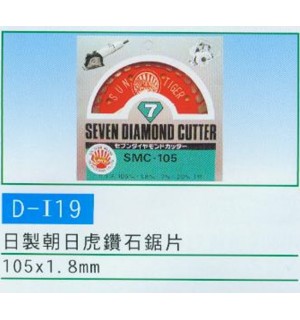 SUN TIGER
7
SEVEN DIAMOND CUTTER
セブンダイヤモンドカッター
SMC-105
D-I19
日製朝日虎鑽石鋸片
105x1.8mm